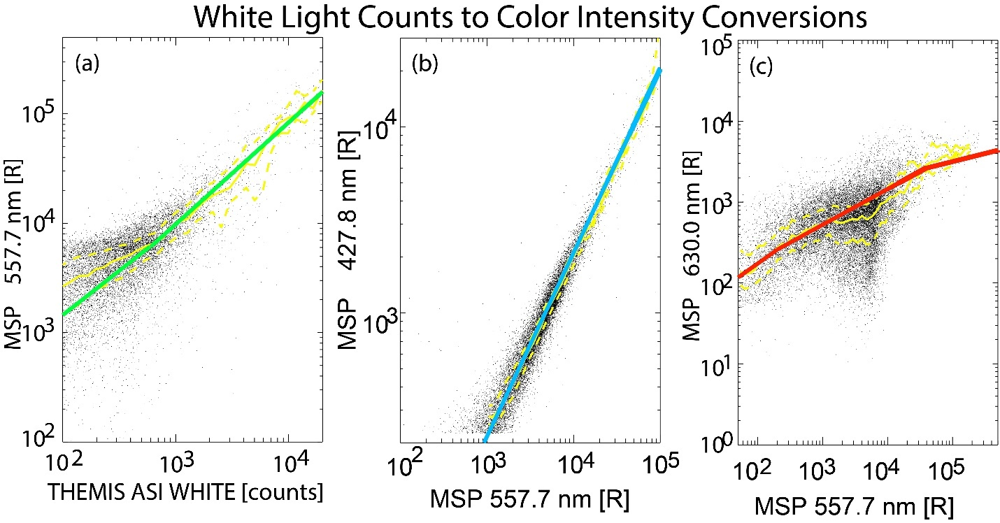 White Light Counts to Color Intensity Conversions
(a)
MSP 557.7 nm [R]
10^5
10^4
10^3
10^2
10^2 10^3 10^4
THEMIS ASI WHITE [counts]
(b)
MSP 427.8 nm [R]
10^4
10^3
10^2 10^3 10^4 10^5
MSP 557.7 nm [R]
(c)
MSP 630.0 nm [R]
10^5
10^4
10^3
10^2
10^1
10^0
10^2 10^3 10^4 10^5
MSP 557.7 nm [R]